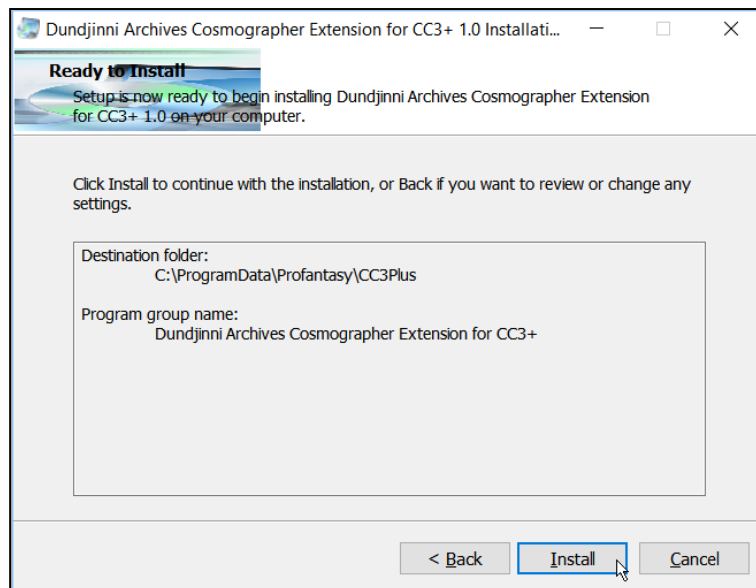 Dundjinni Archives Cosmographer Extension for CC3+ 1.0 Installati...
Ready to Install
Setup is now ready to begin installing Dundjinni Archives Cosmographer Extension
for CC3+ 1.0 on your computer.
Click Install to continue with the installation, or Back if you want to review or change any
settings.
Destination folder:
C:\ProgramData\Profantasy\CC3Plus
Program group name:
Dundjinni Archives Cosmographer Extension for CC3+
< Back Install Cancel